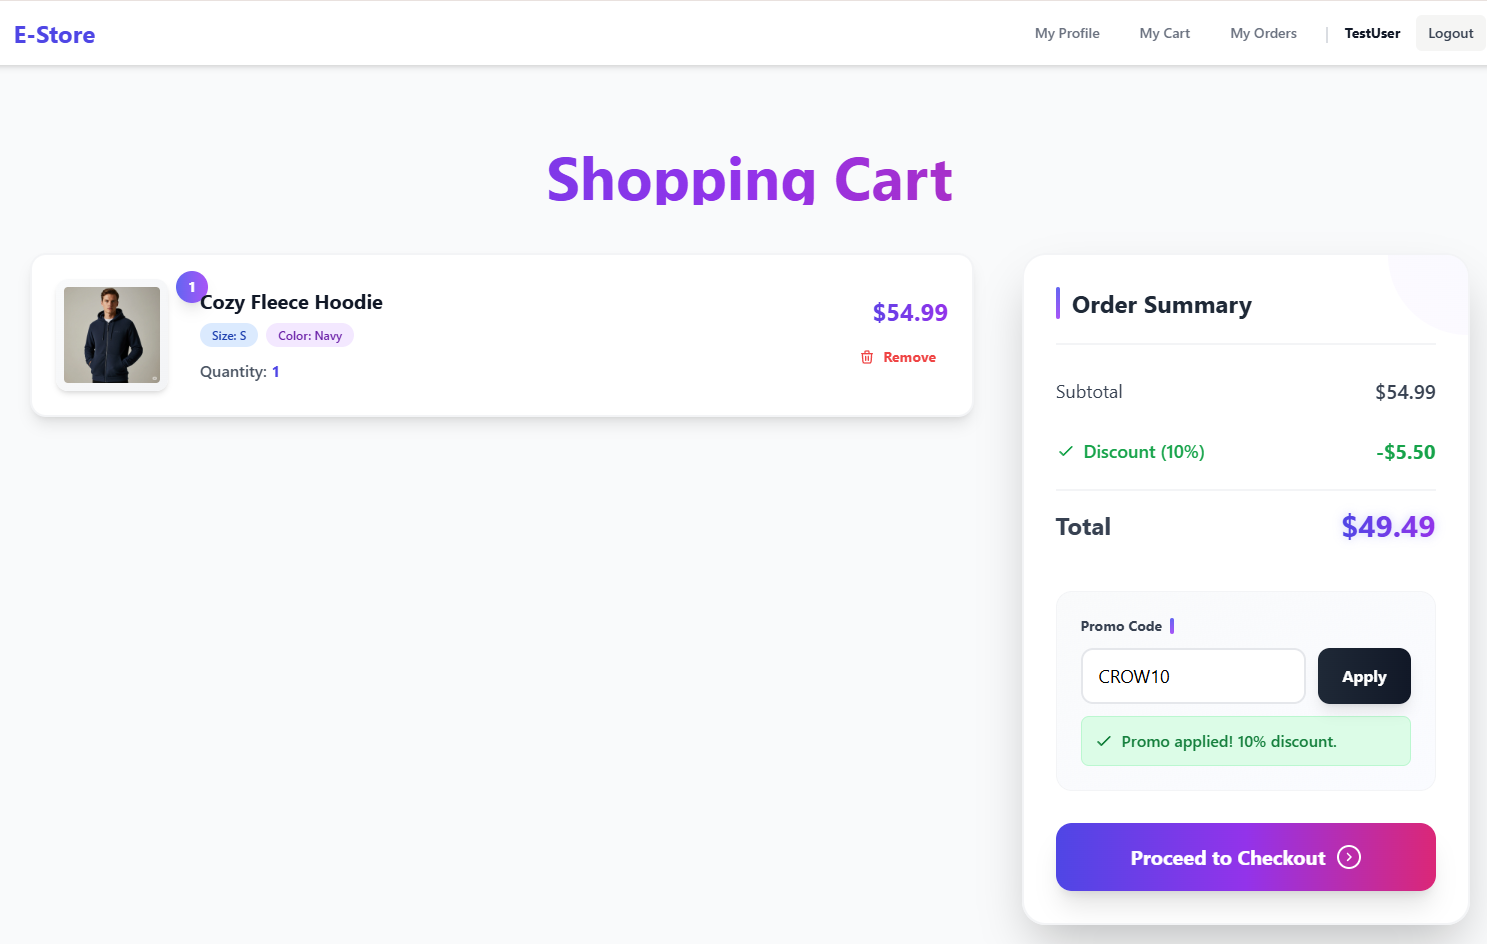 E-Store
My Profile
My Cart
My Orders
TestUser
Logout
Shopping Cart
1
Cozy Fleece Hoodie
Size: S
Color: Navy
Quantity: 1
$54.99
Remove
Order Summary
Subtotal
$54.99
Discount (10%)
-$5.50
Total
$49.49
Promo Code
CROW10
Apply
Promo applied! 10% discount.
Proceed to Checkout